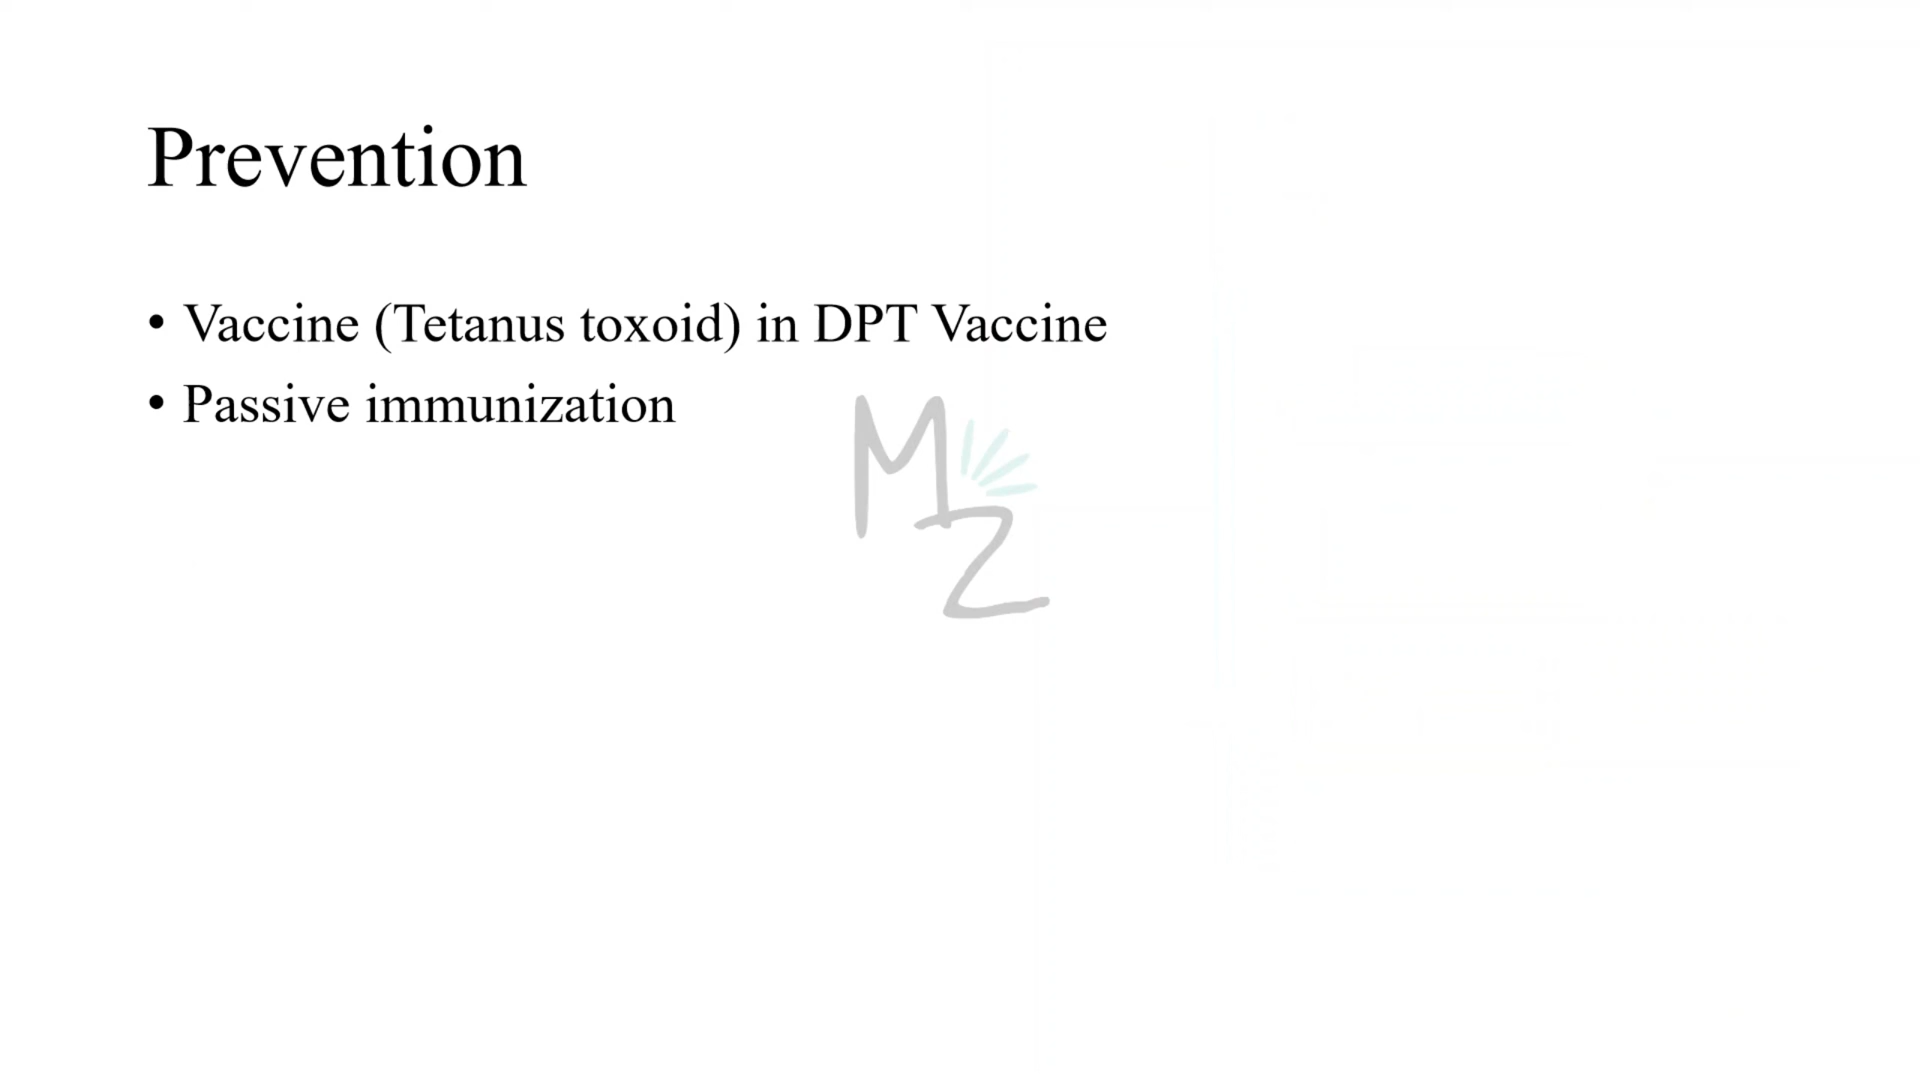 Prevention
• Vaccine (Tetanus toxoid) in DPT Vaccine
• Passive immunization
MZ